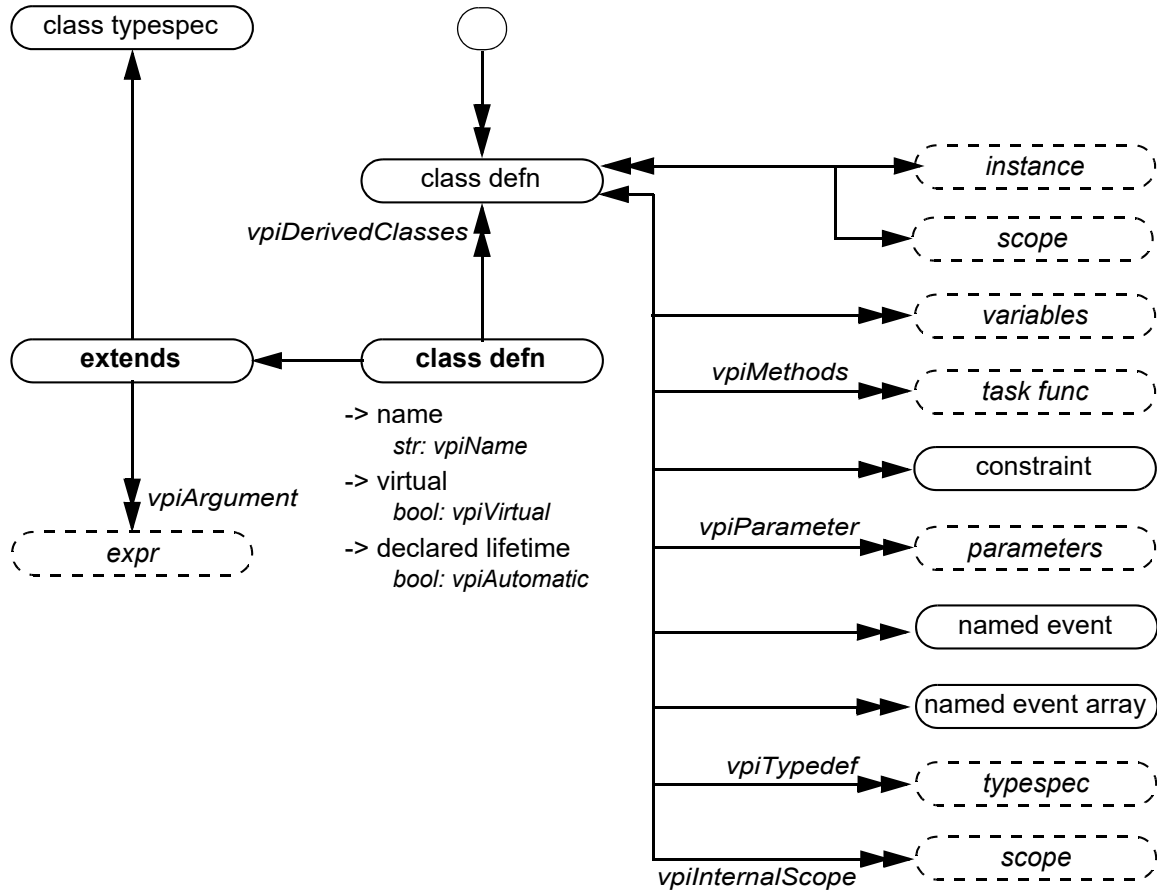 class typespec
class defn
instance
vpiDerivedClasses
scope
variables
extends
class defn
vpiMethods
task func
-> name
str: vpiName
constraint
-> virtual
bool: vpiVirtual
vpiArgument
vpiParameter
parameters
-> declared lifetime
bool: vpiAutomatic
expr
named event
named event array
vpiTypedef
typespec
vpiInternalScope
scope